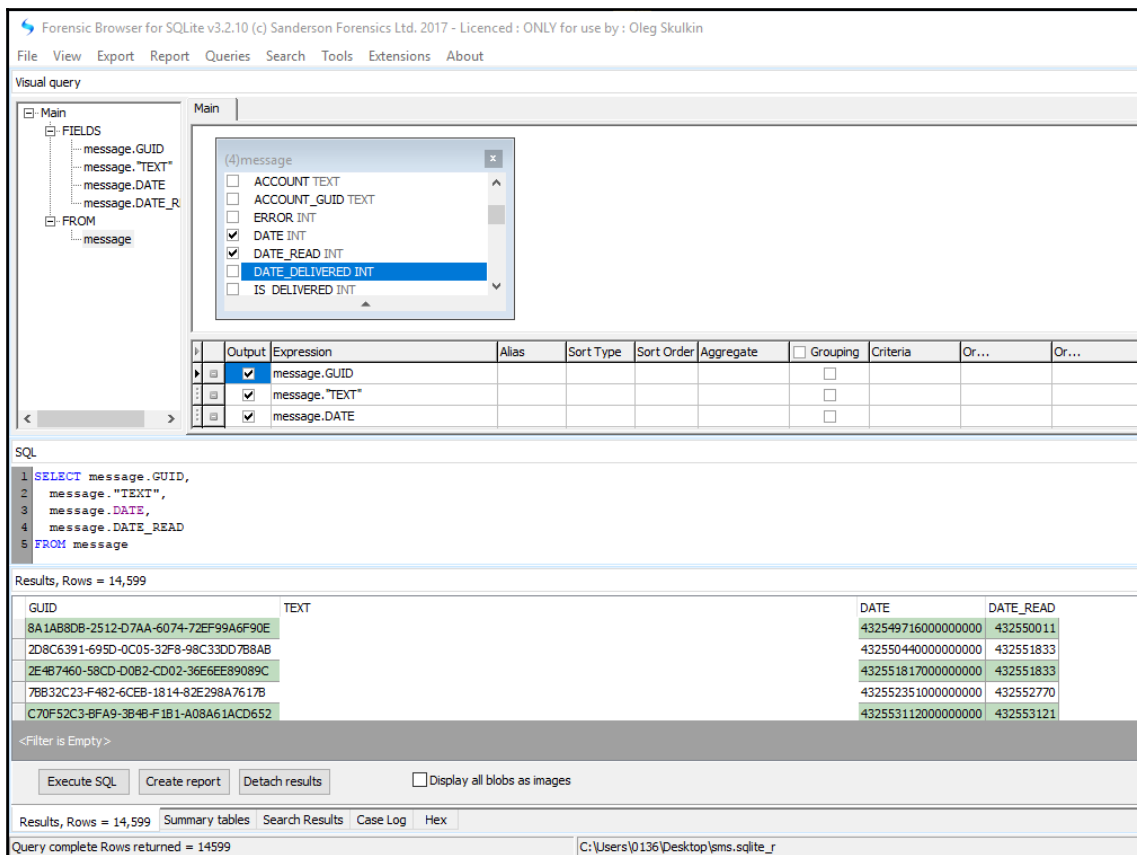 Forensic Browser for SQLite v3.2.10 (c) Sanderson Forensics Ltd. 2017 - Licenced : ONLY for use by : Oleg Skulkin
File View Export Report Queries Search Tools Extensions About
Visual query
Main
FIELDS
message.GUID
message."TEXT"
message.DATE
message.DATE_R
FROM
message
Main
(4)message
ACCOUNT TEXT
ACCOUNT_GUID TEXT
ERROR INT
DATE INT
DATE_READ INT
DATE_DELIVERED INT
IS_DELIVERED INT
Output Expression Alias Sort Type Sort Order Aggregate Grouping Criteria Or... Or...
message.GUID
message."TEXT"
message.DATE
SQL
1 SELECT message.GUID,
2 message."TEXT",
3 message.DATE,
4 message.DATE_READ
5 FROM message
Results, Rows = 14,599
GUID TEXT DATE DATE_READ
8A1AB8DB-2512-D7AA-6074-72EF99A6F90E 432549716000000000 432550011
2D8C6391-695D-0C05-32F8-98C33DD7B8AB 432550440000000000 432551833
2E4B7460-58CD-D0B2-CD02-36E6EE89089C 432551817000000000 432551833
7BB32C23-F482-6CEB-1814-82E298A7617B 432552351000000000 432552770
C70F52C3-BFA9-3B4B-F1B1-A08A61ACD652 432553112000000000 432553121
<Filter is Empty>
Execute SQL Create report Detach results Display all blobs as images
Results, Rows = 14,599 Summary tables Search Results Case Log Hex
Query complete Rows returned = 14599 C:\Users\0136\Desktop\sms.sqlite_r